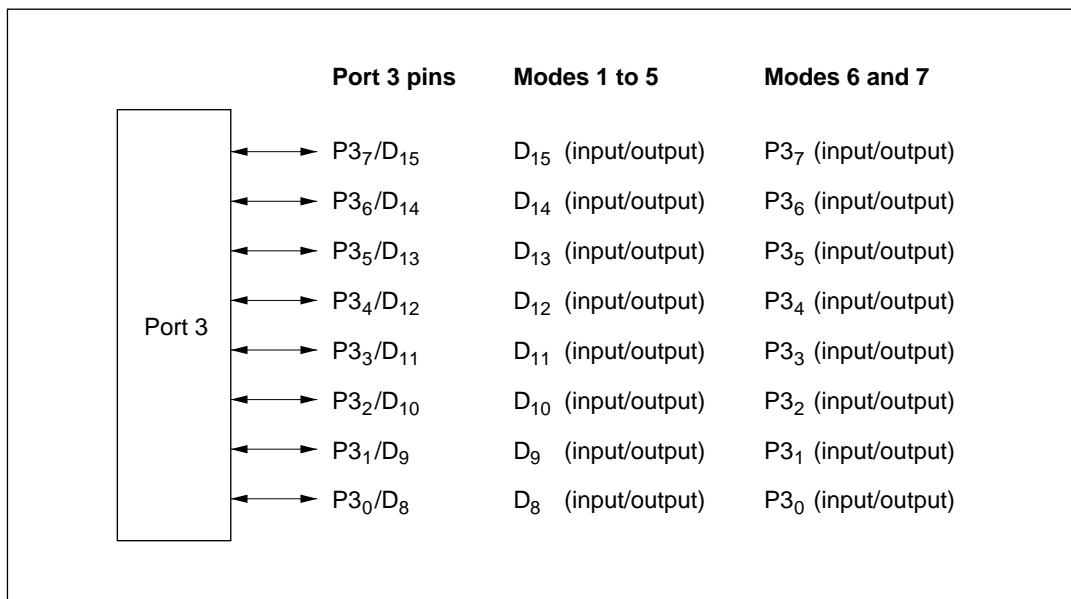 Port 3 pins Modes 1 to 5 Modes 6 and 7
P3₇/D₁₅ D₁₅ (input/output) P3₇ (input/output)
P3₆/D₁₄ D₁₄ (input/output) P3₆ (input/output)
P3₅/D₁₃ D₁₃ (input/output) P3₅ (input/output)
P3₄/D₁₂ D₁₂ (input/output) P3₄ (input/output)
Port 3
P3₃/D₁₁ D₁₁ (input/output) P3₃ (input/output)
P3₂/D₁₀ D₁₀ (input/output) P3₂ (input/output)
P3₁/D₉ D₉ (input/output) P3₁ (input/output)
P3₀/D₈ D₈ (input/output) P3₀ (input/output)